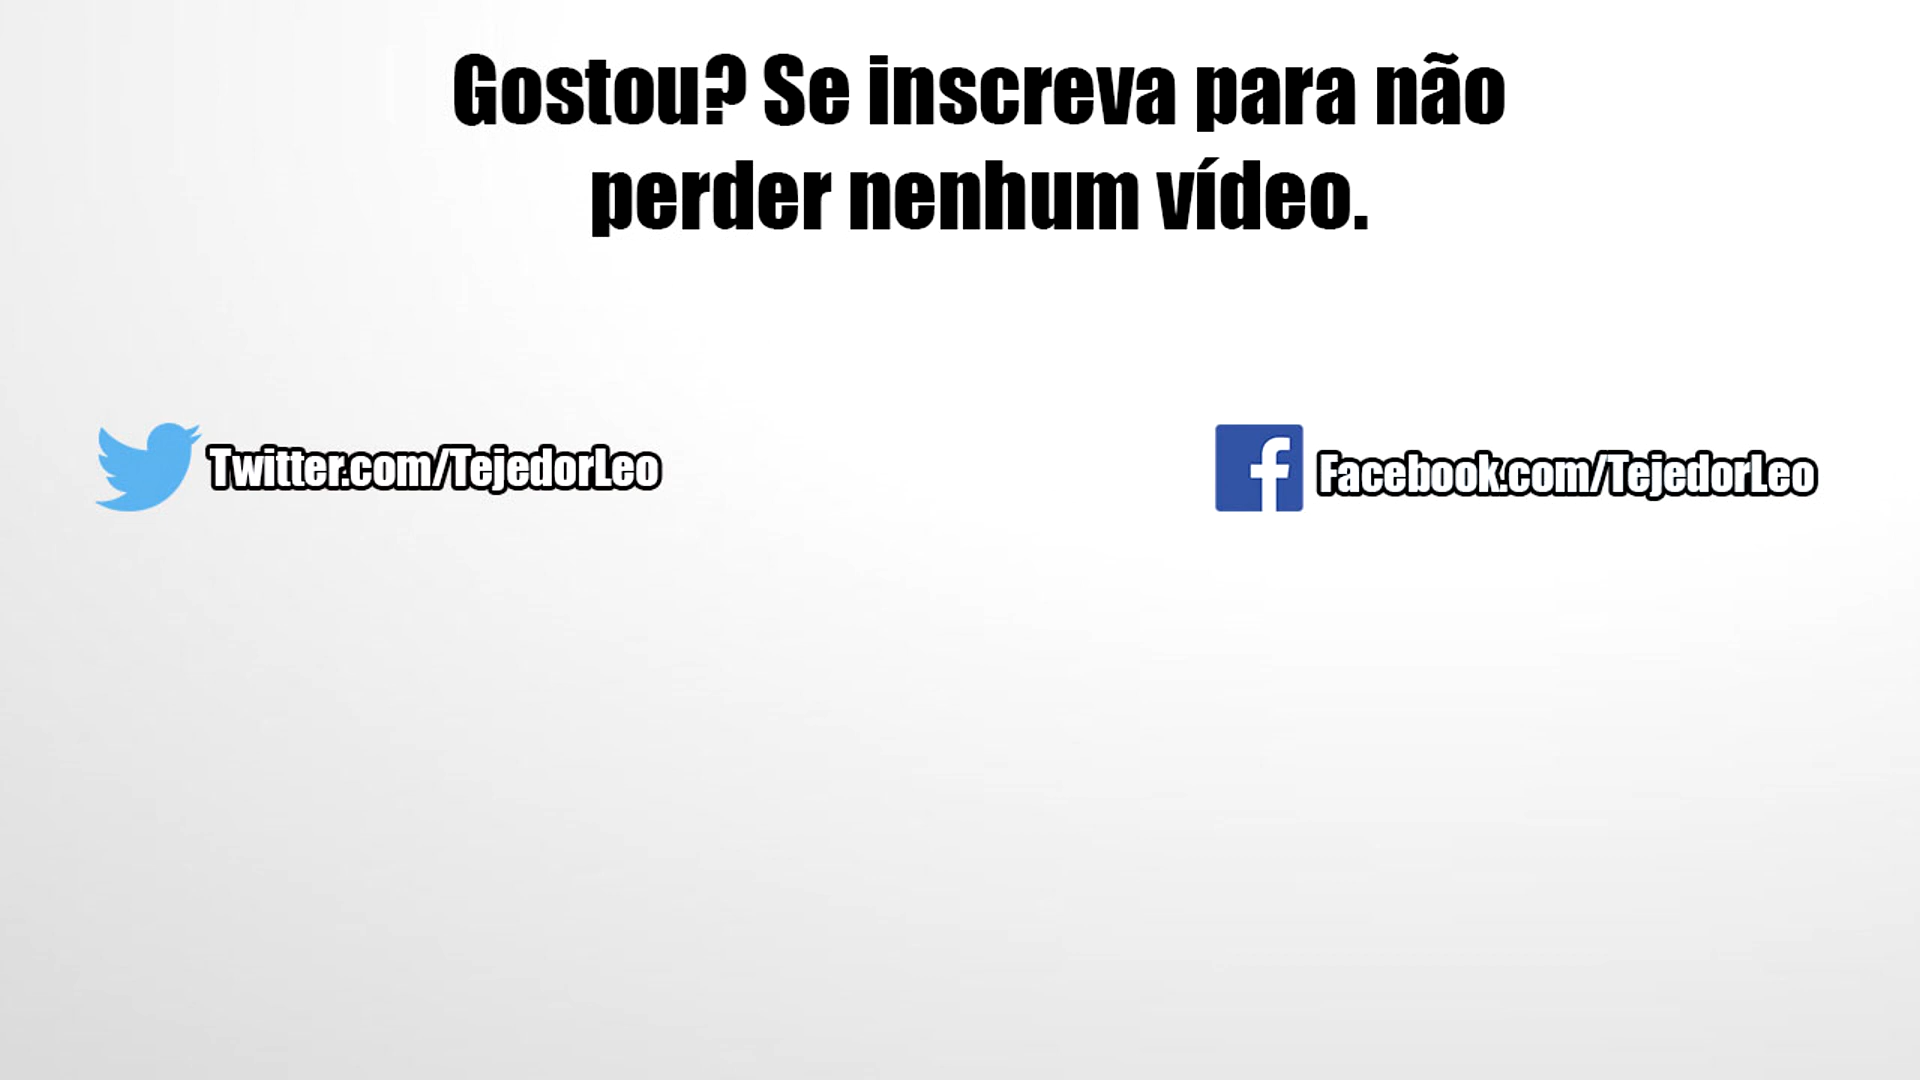 Gostou? Se inscreva para não
perder nenhum vídeo.
Twitter.com/TejedorLeo
Facebook.com/TejedorLeo